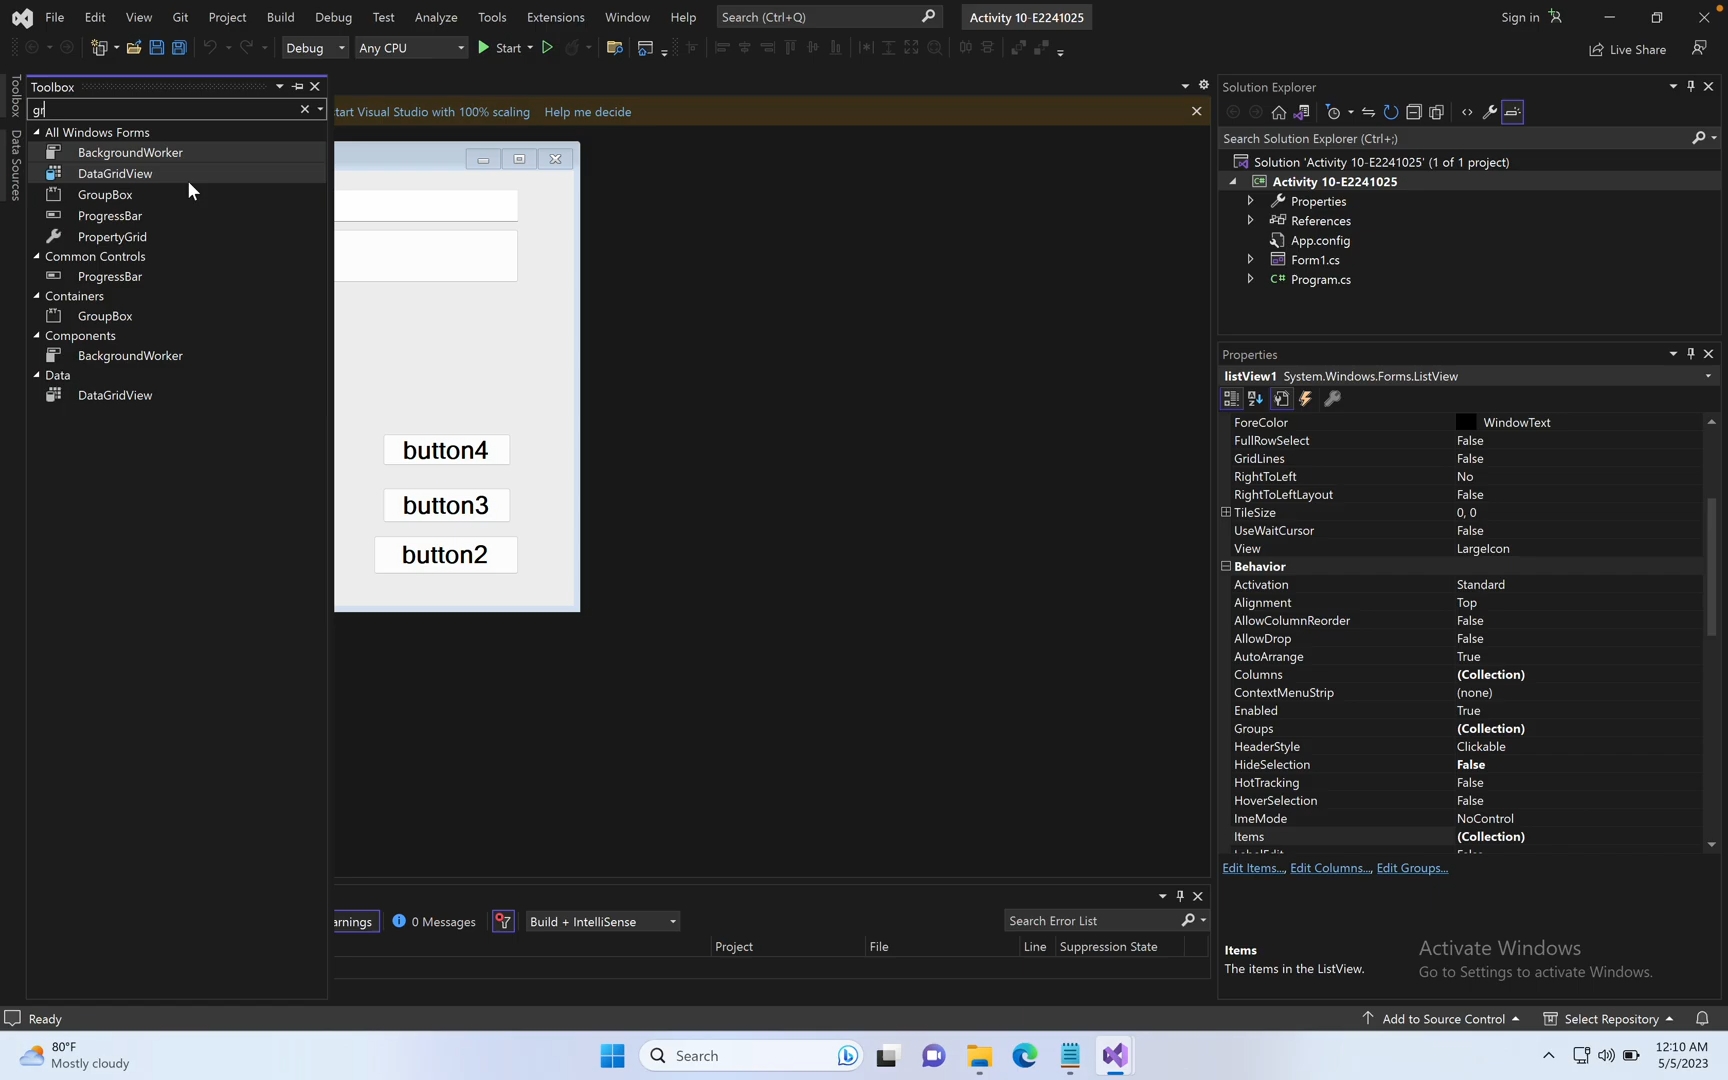 File Edit View Git Project Build Debug Test Analyze Tools Extensions Window Help Search (Ctrl+Q) Activity 10-E2241025 Sign in
Debug Any CPU Start Live Share
Toolbox
Data Sources
Toolbox
gr
All Windows Forms
BackgroundWorker
DataGridView
GroupBox
ProgressBar
PropertyGrid
Common Controls
ProgressBar
Containers
GroupBox
Components
BackgroundWorker
Data
DataGridView
tart Visual Studio with 100% scaling Help me decide
button4
button3
button2
arnings 0 Messages Build + IntelliSense Search Error List
Project File Line Suppression State
Solution Explorer
Search Solution Explorer (Ctrl+;)
Solution 'Activity 10-E2241025' (1 of 1 project)
Activity 10-E2241025
Properties
References
App.config
Form1.cs
C# Program.cs
Properties
listView1 System.Windows.Forms.ListView
ForeColor WindowText
FullRowSelect False
GridLines False
RightToLeft No
RightToLeftLayout False
TileSize 0, 0
UseWaitCursor False
View LargeIcon
Behavior
Activation Standard
Alignment Top
AllowColumnReorder False
AllowDrop False
AutoArrange True
Columns (Collection)
ContextMenuStrip (none)
Enabled True
Groups (Collection)
HeaderStyle Clickable
HideSelection False
HotTracking False
HoverSelection False
ImeMode NoControl
Items (Collection)
Edit Items..., Edit Columns..., Edit Groups...
Items
The items in the ListView.
Activate Windows
Go to Settings to activate Windows.
Ready Add to Source Control Select Repository
80°F
Mostly cloudy
Search
12:10 AM
5/5/2023